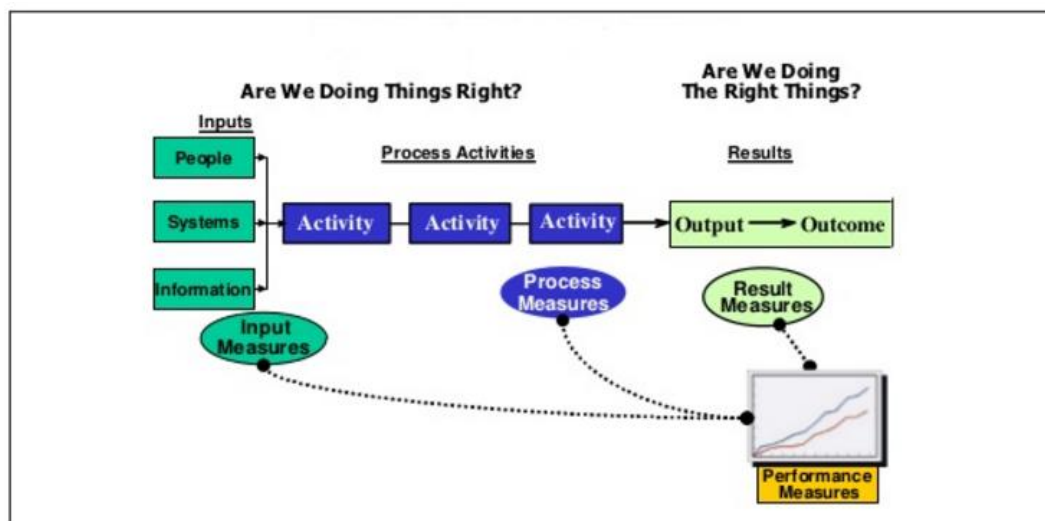 Are We Doing Things Right?
Are We Doing
The Right Things?
Inputs
Process Activities
Results
People
Systems
Information
Activity
Activity
Activity
Output
Outcome
Input
Measures
Process
Measures
Result
Measures
Performance
Measures